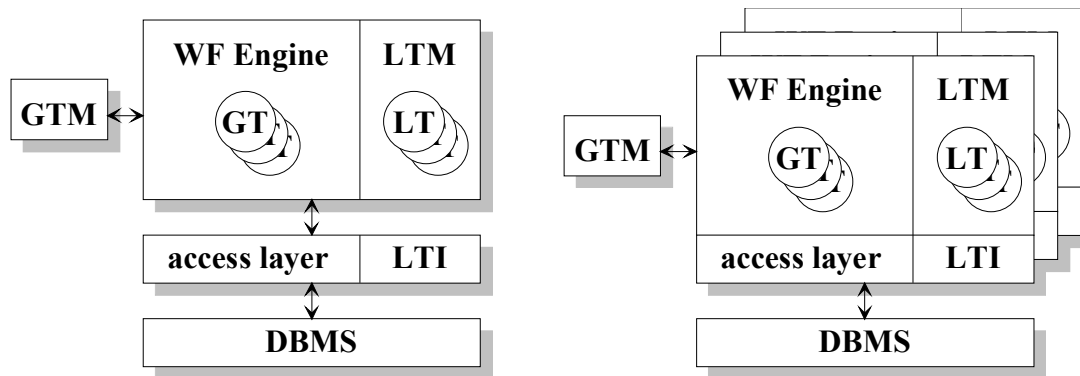 WF Engine LTM
GTM
GT
LT
access layer LTI
DBMS
WF Engine LTM
GTM
GT
LT
access layer LTI
DBMS